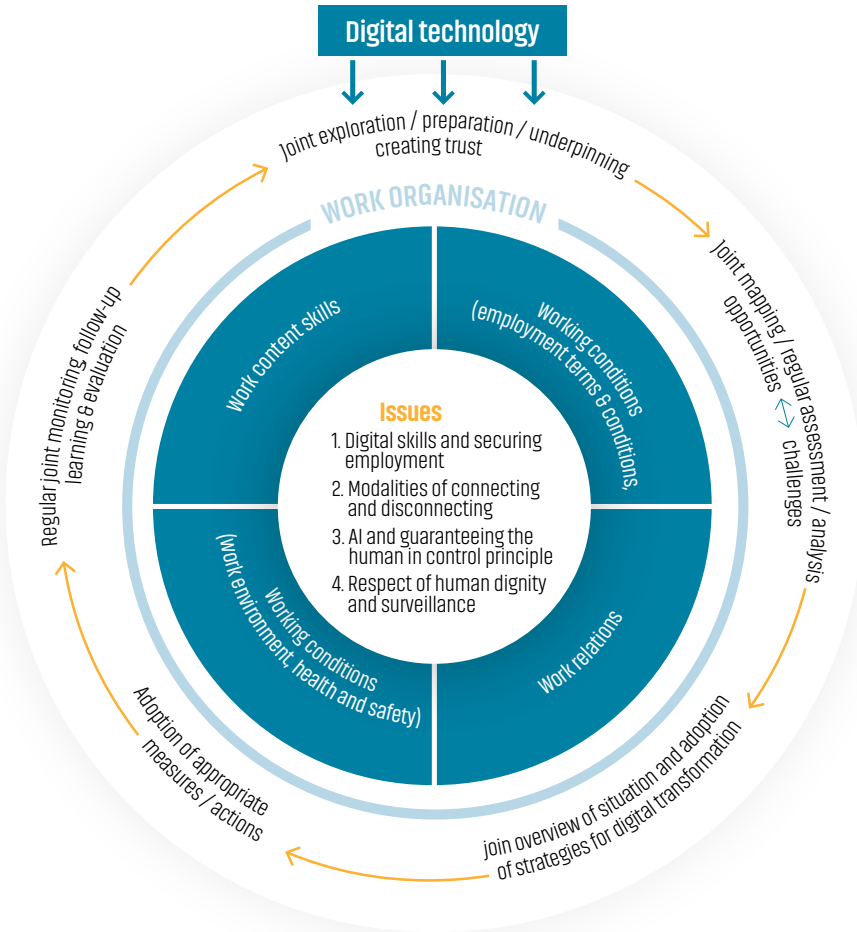 Digital technology
Joint exploration / preparation / underpinning
creating trust
WORK ORGANISATION
Joint mapping / regular assessment / analysis
opportunities ↔ challenges
join overview of situation and adoption
of strategies for digital transformation
Adoption of appropriate
measures / actions
Regular joint monitoring follow-up
learning & evaluation
Work content skills
Working conditions
(employment terms & conditions,
Work relations
Working conditions
(work environment, health and safety)
Issues
1. Digital skills and securing
employment
2. Modalities of connecting
and disconnecting
3. AI and guaranteeing the
human in control principle
4. Respect of human dignity
and surveillance